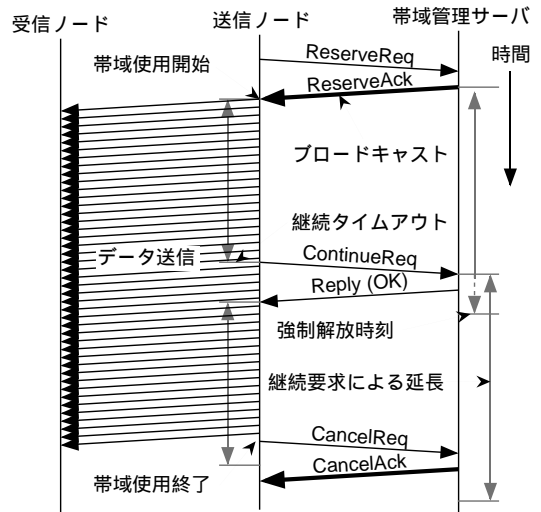 受信ノード
送信ノード
帯域管理サーバ
時間
帯域使用開始
ReserveReq
ReserveAck
ブロードキャスト
継続タイムアウト
データ送信
ContinueReq
Reply (OK)
強制解放時刻
継続要求による延長
CancelReq
CancelAck
帯域使用終了